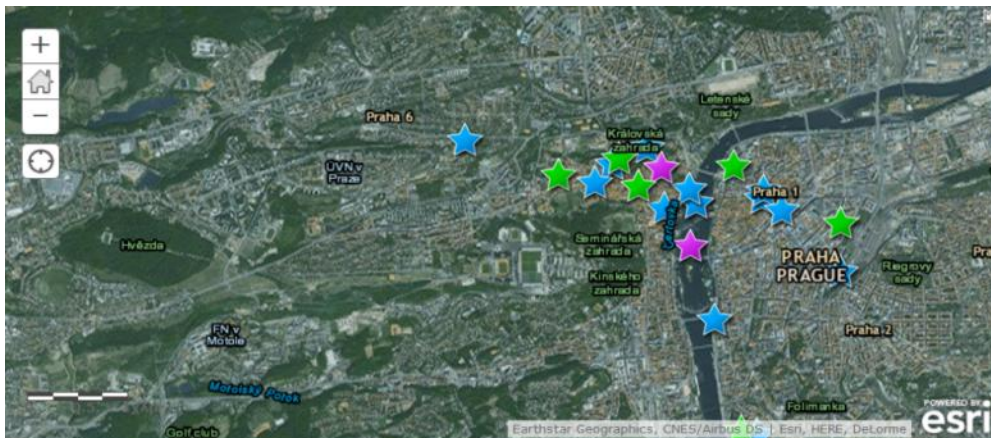 +
−
Letenské
sady
Praha 6
Královská
zahrada
ÚVN v
Praze
Praha 1
Čertovka
Hvězda
Seminářská
zahrada
PRAHA
PRAGUE
Riegrovy
sady
Pra
Kinského
zahrada
FN v
Motole
Praha 2
Motolský Potok
Folimanka
Golf club
POWERED BY
esri
Earthstar Geographics, CNES/Airbus DS | Esri, HERE, DeLorme